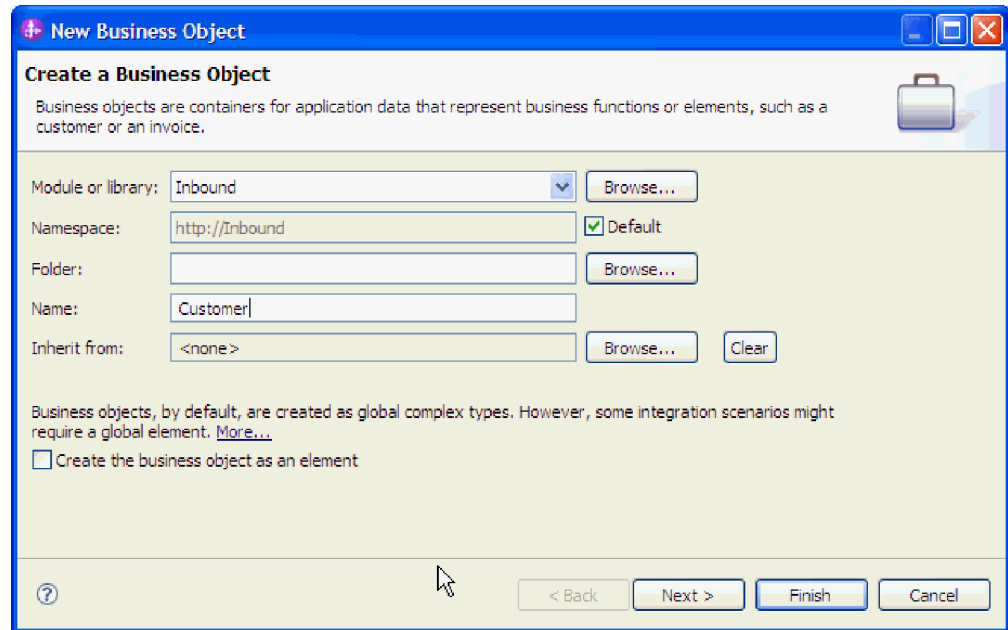 New Business Object
Create a Business Object
Business objects are containers for application data that represent business functions or elements, such as a
customer or an invoice.
Module or library: Inbound Browse...
Namespace: http://Inbound Default
Folder: Browse...
Name: Customer
Inherit from: <none> Browse... Clear
Business objects, by default, are created as global complex types. However, some integration scenarios might
require a global element. More...
Create the business object as an element
? < Back Next > Finish Cancel